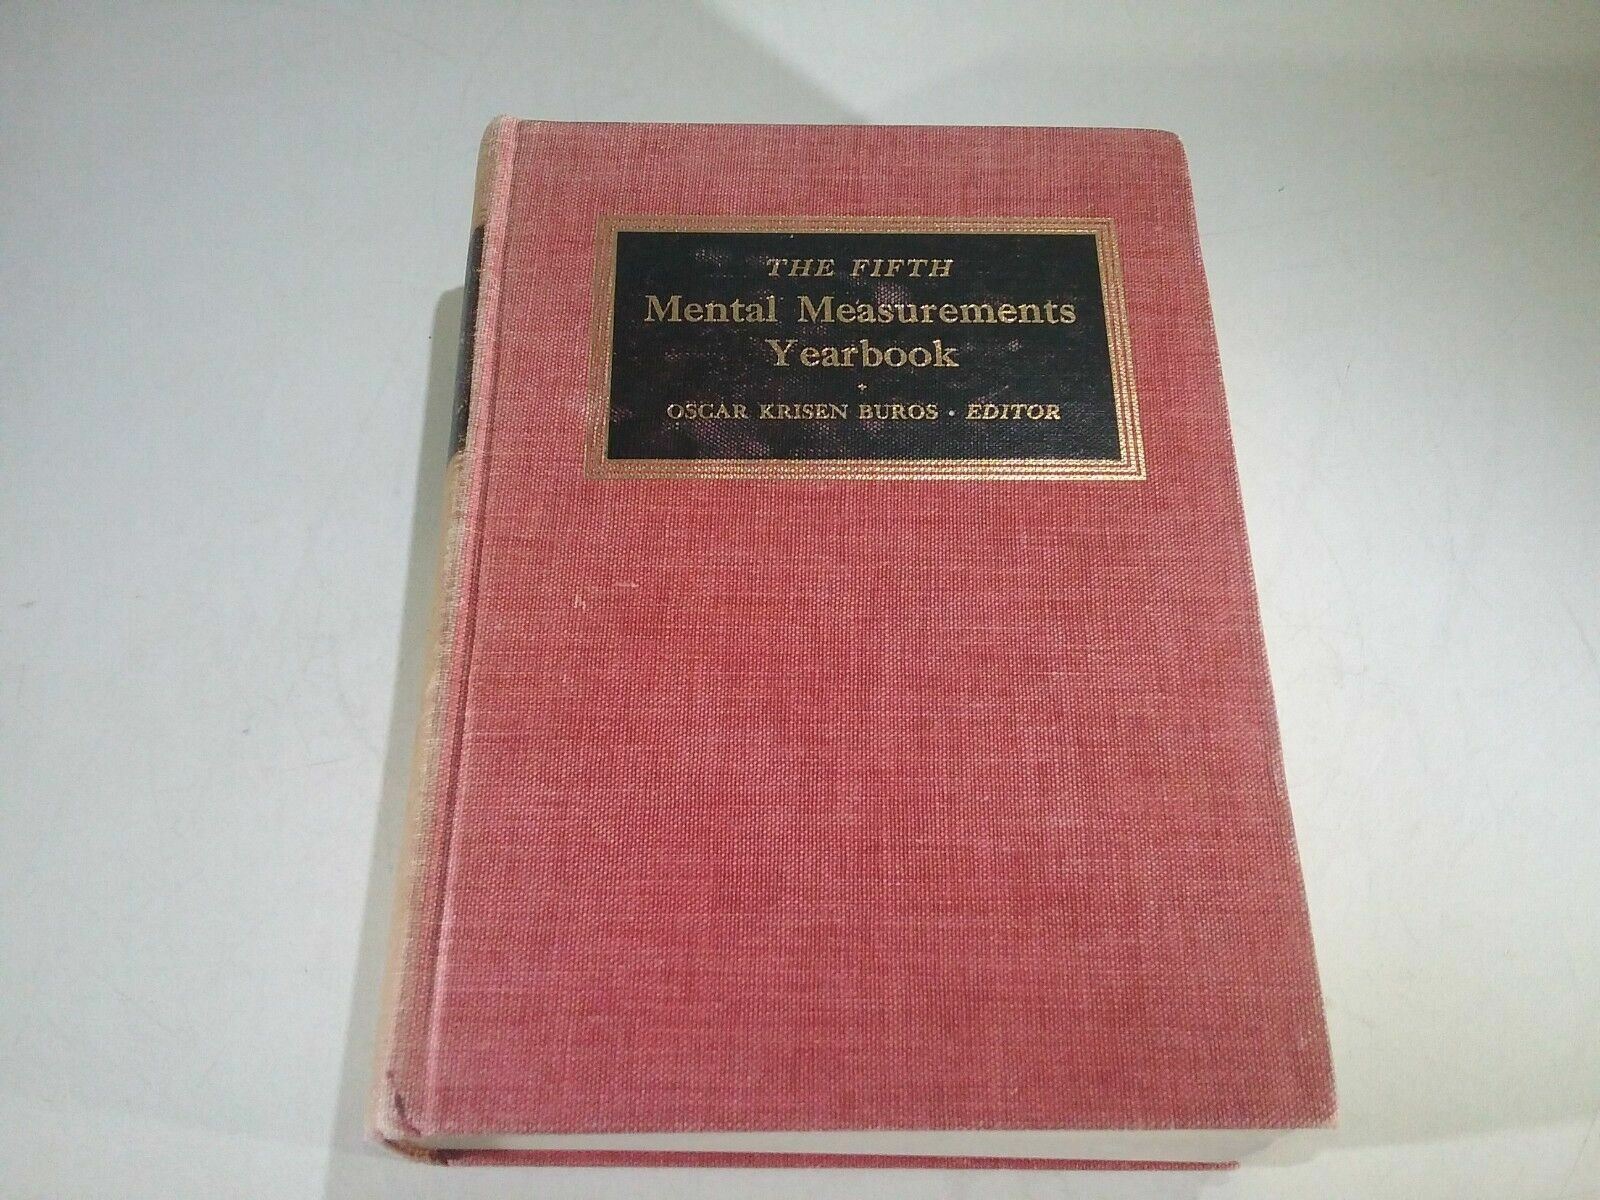 THE FIFTH
Mental Measurements
Yearbook
OSCAR KRISEN BUROS · EDITOR